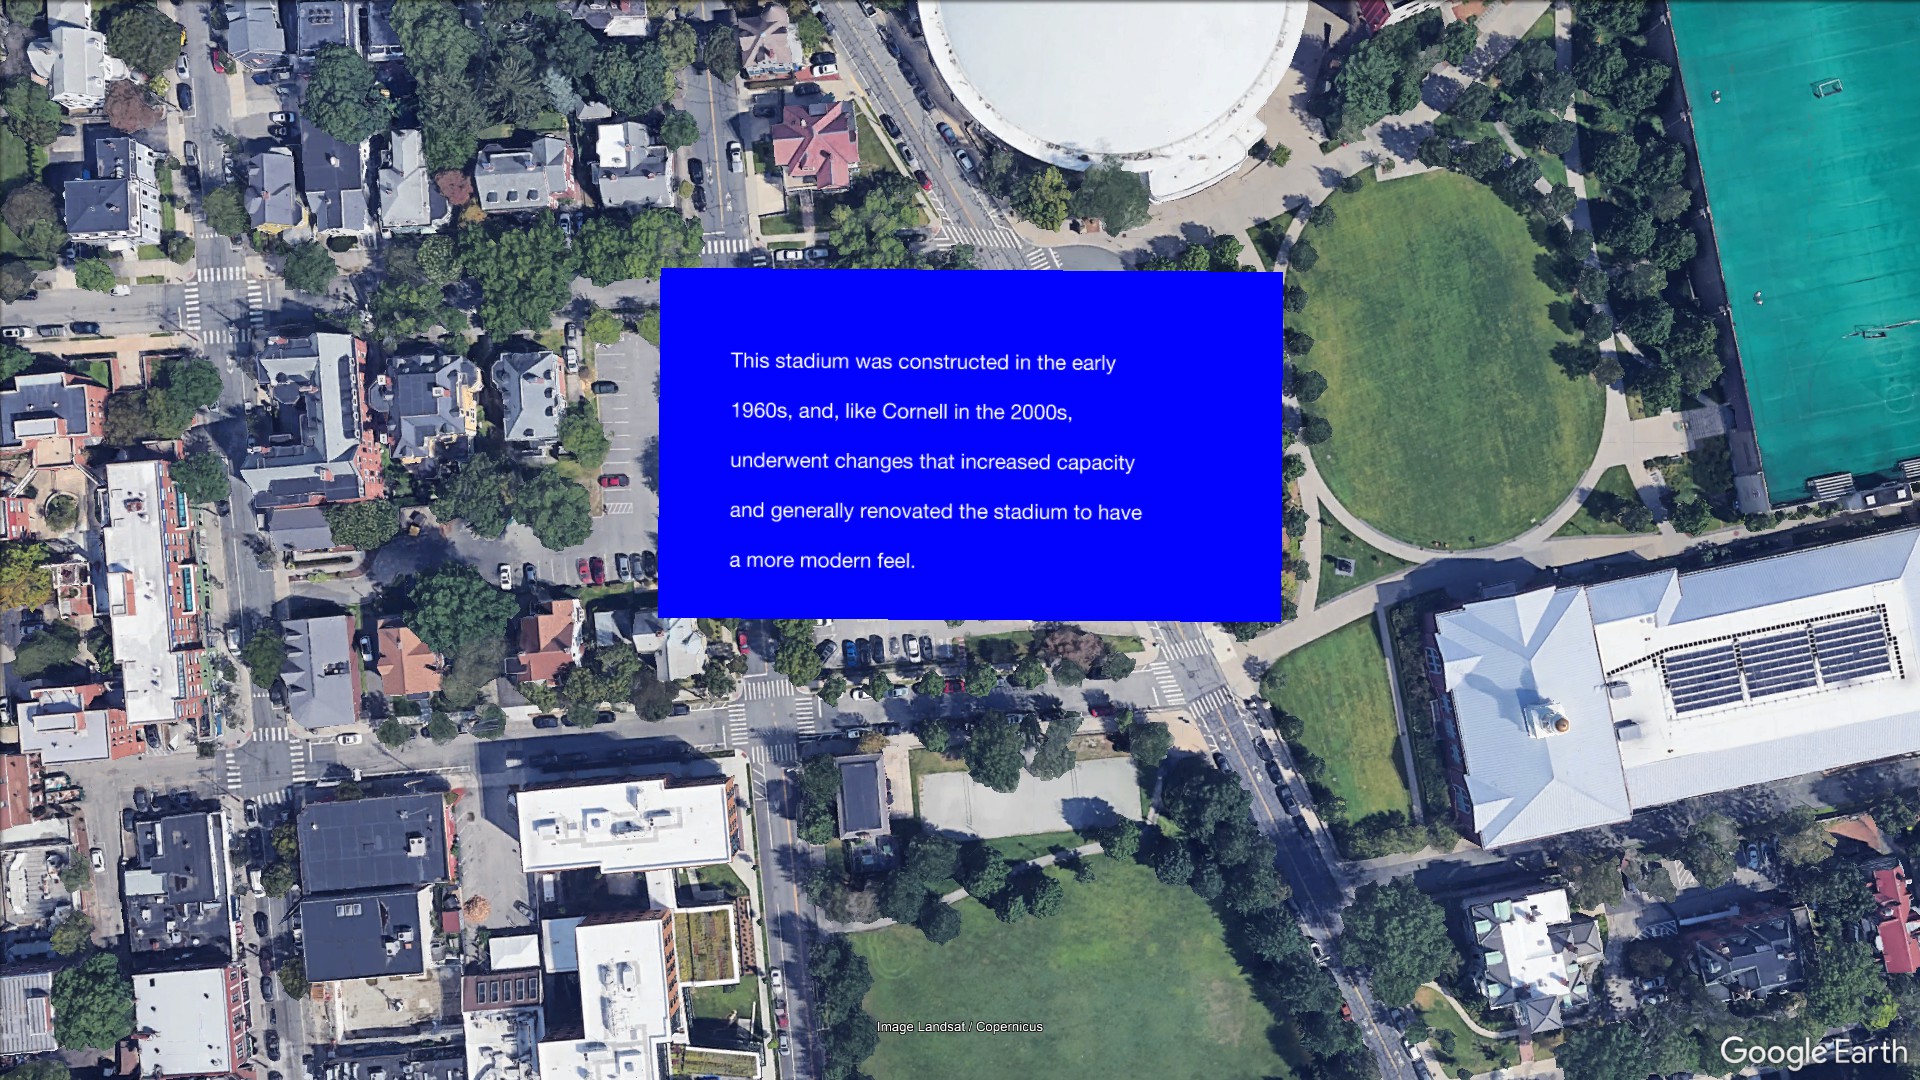 This stadium was constructed in the early
1960s, and, like Cornell in the 2000s,
underwent changes that increased capacity
and generally renovated the stadium to have
a more modern feel.
Image Landsat / Copernicus
Google Earth